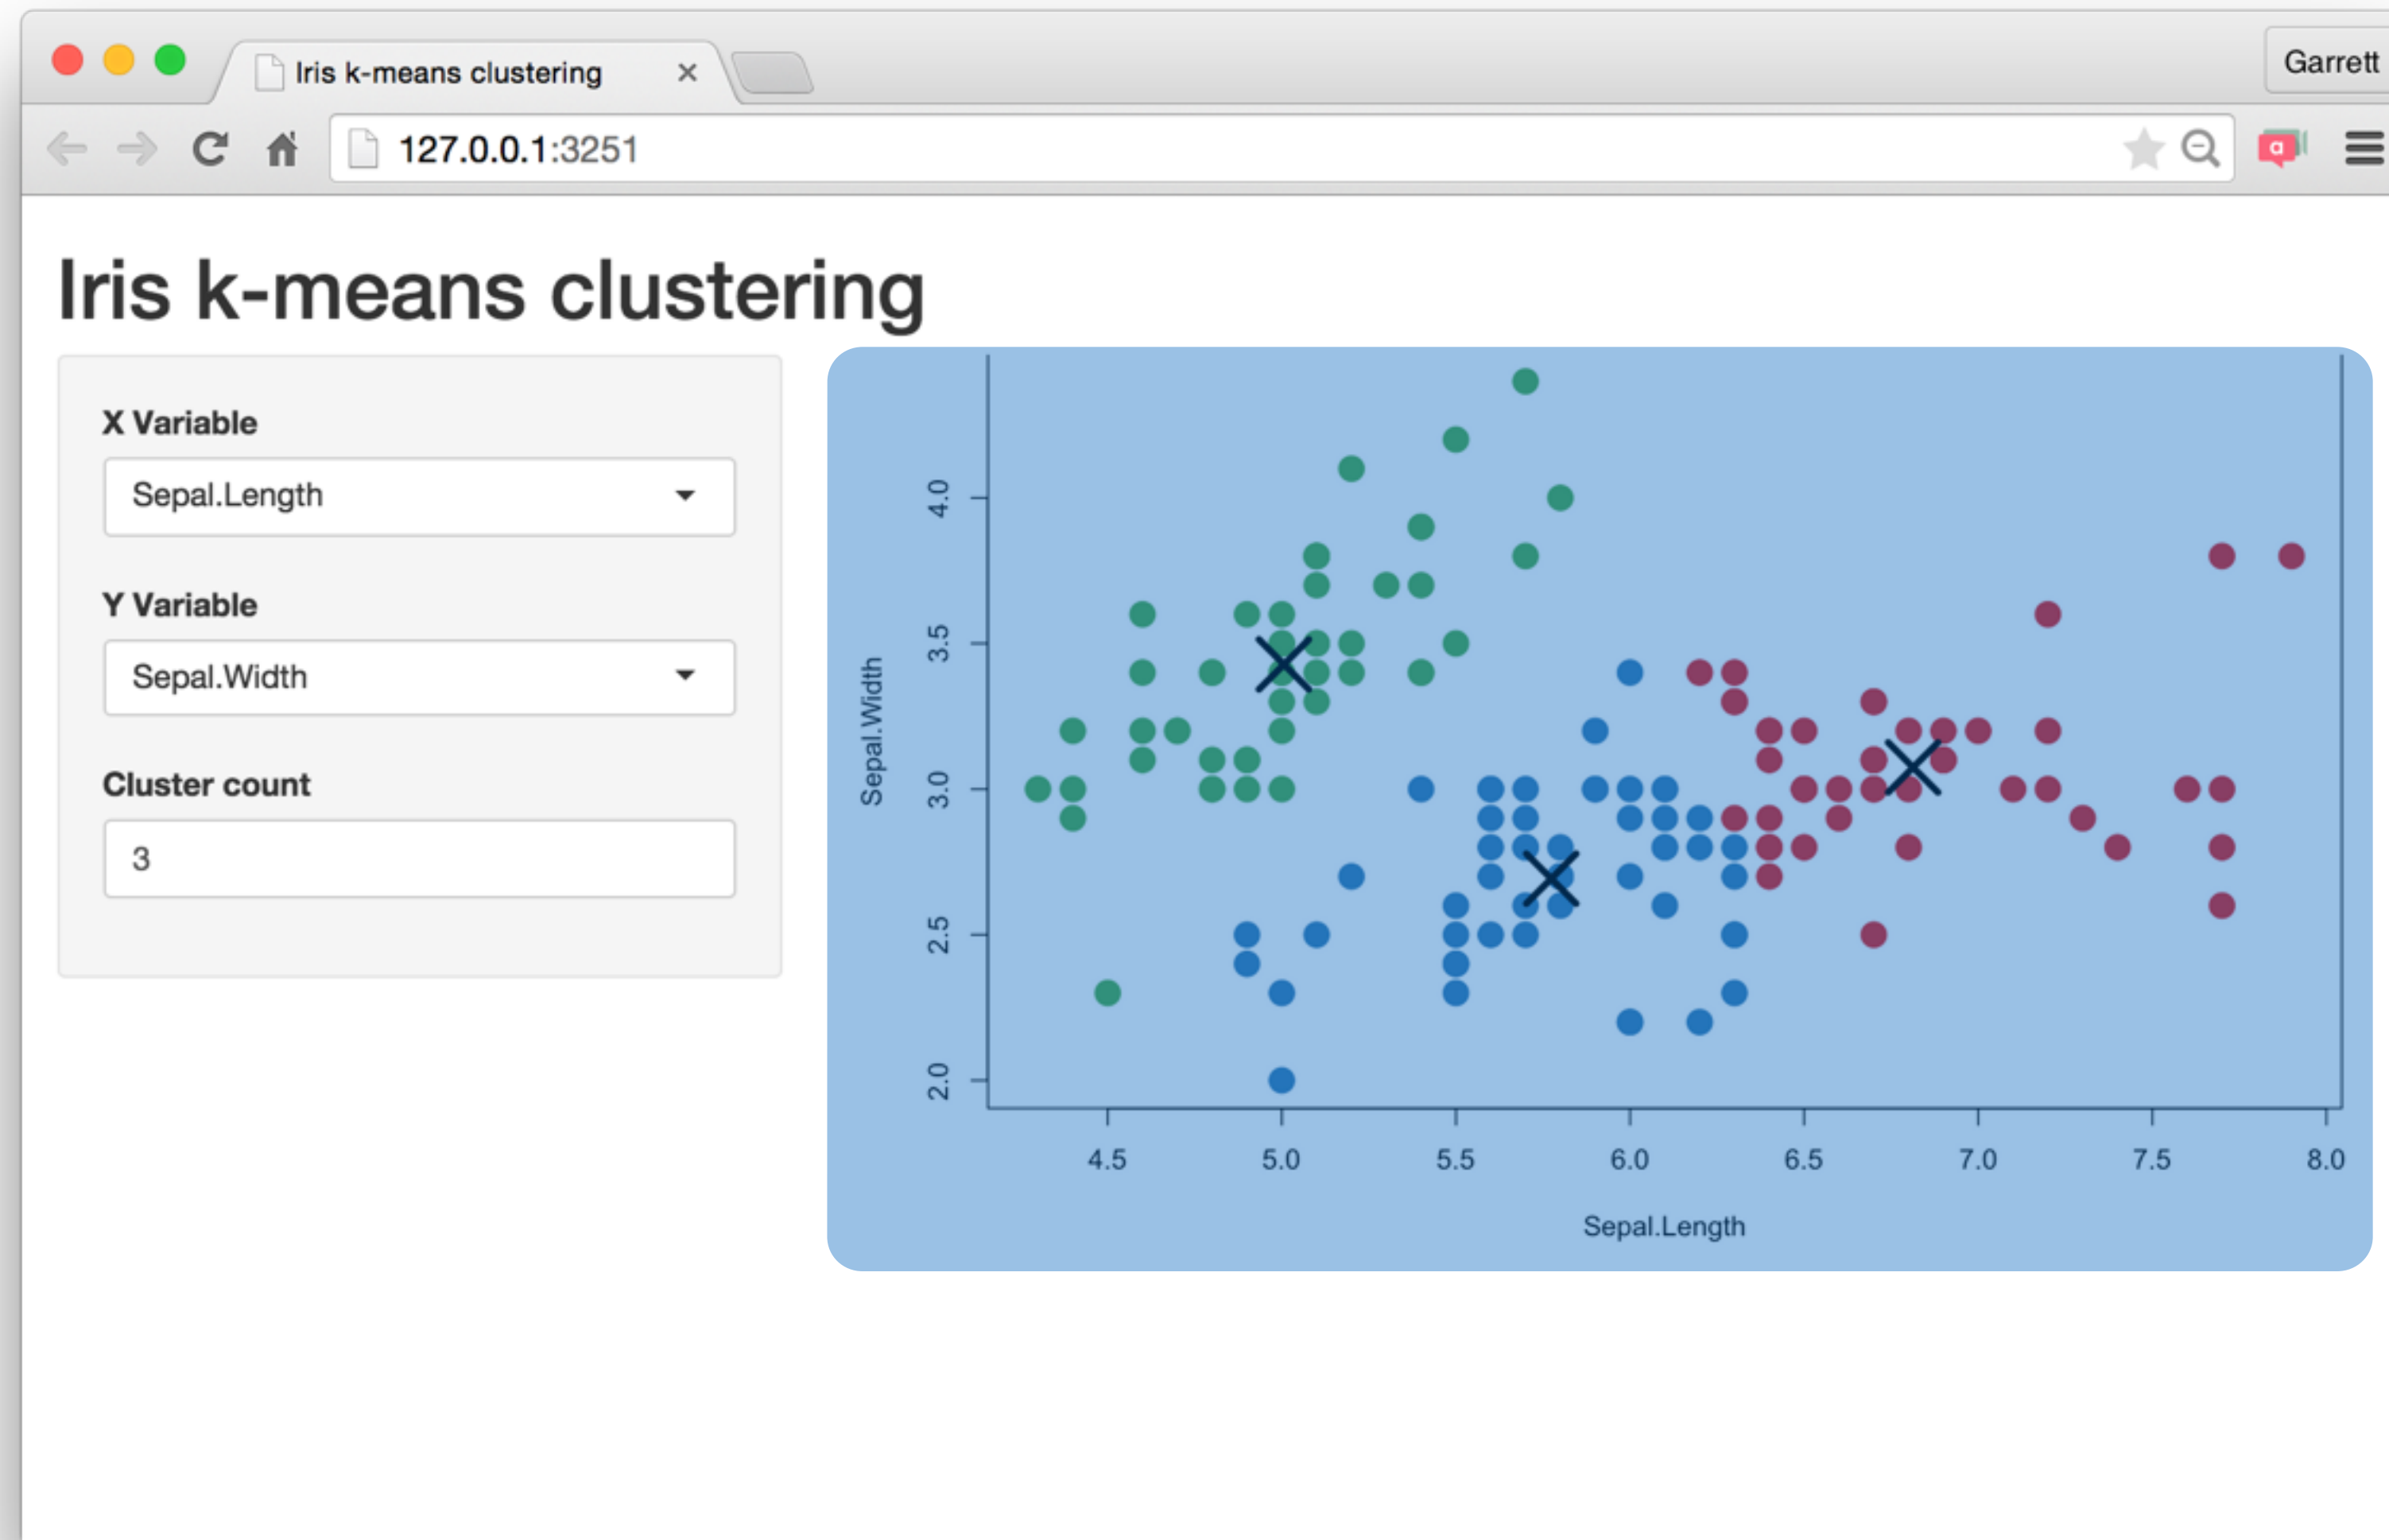 Iris k-means clustering
Garrett
127.0.0.1:3251
a
Iris k-means clustering
X Variable
Sepal.Length
Y Variable
Sepal.Width
Cluster count
3
Sepal.Width
4.0
3.5
3.0
2.5
2.0
4.5 5.0 5.5 6.0 6.5 7.0 7.5 8.0
Sepal.Length